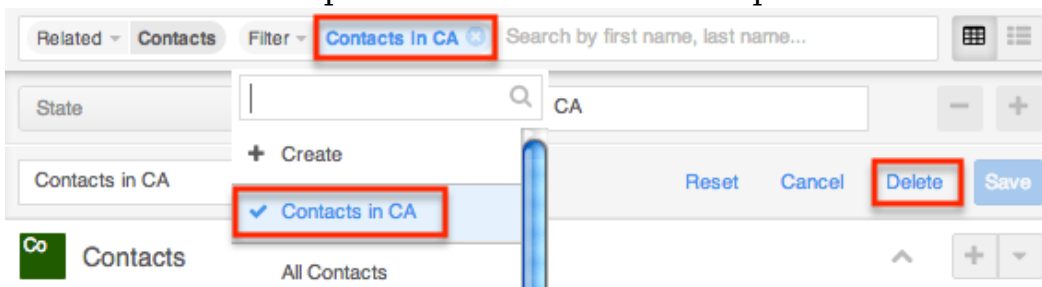 Related Contacts Filter Contacts In CA Search by first name, last name...
State CA
Create
Contacts in CA Reset Cancel Delete Save
Contacts in CA
Co Contacts
All Contacts